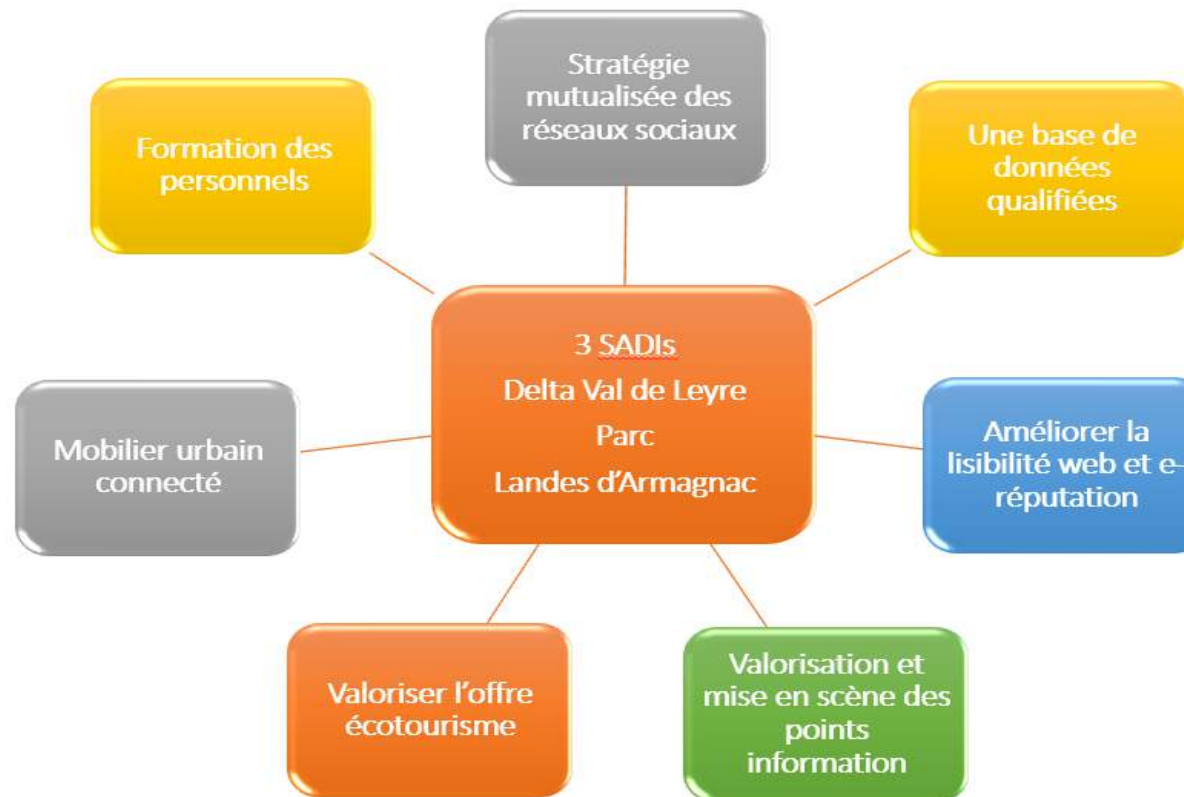 Stratégie
mutualisée des
réseaux sociaux
Une base de
données
qualifiées
Améliorer la
lisibilité web et e-
réputation
Valorisation et
mise en scène des
points
information
Valoriser l'offre
écotourisme
Mobilier urbain
connecté
Formation des
personnels
3 SADIs
Delta Val de Leyre
Parc
Landes d'Armagnac